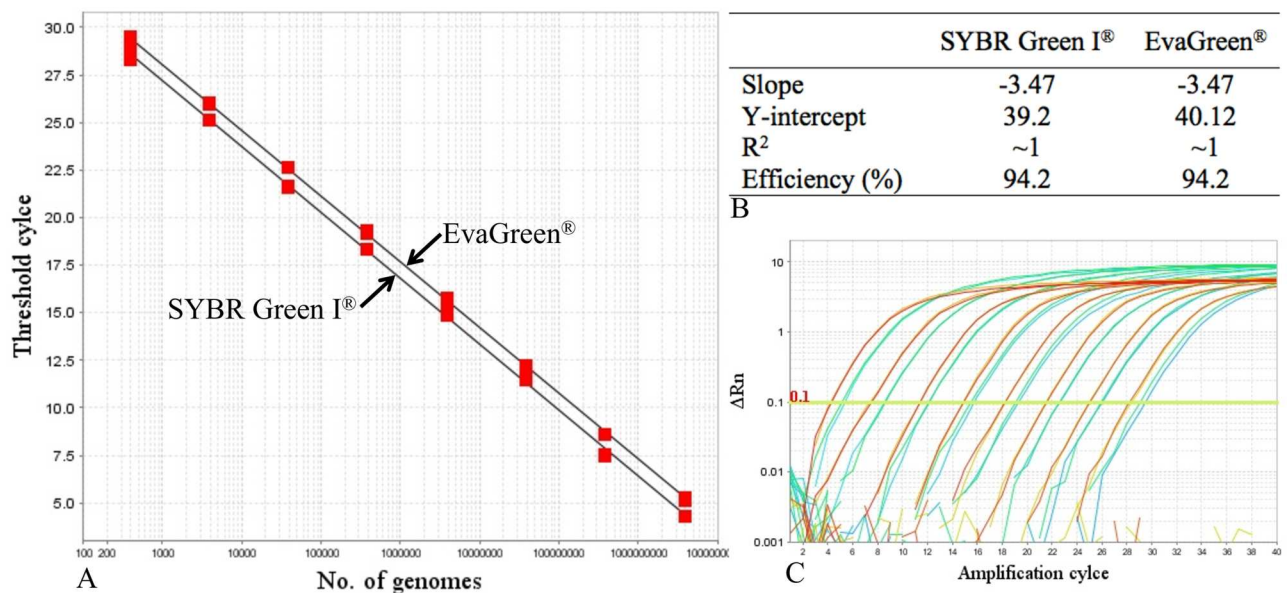 30.0
27.5
25.0
22.5
20.0
17.5
15.0
12.5
10.0
7.5
5.0
Threshold cylce
EvaGreen®
SYBR Green I®
100 200 1000 10000 100000 1000000 10000000 100000000 1000000000
No. of genomes
A
SYBR Green I® EvaGreen®
Slope -3.47 -3.47
Y-intercept 39.2 40.12
R² ~1 ~1
Efficiency (%) 94.2 94.2
B
10
1
0.1
0.01
0.001
ΔRn
0.1
2 4 6 8 10 12 14 16 18 20 22 24 26 28 30 32 34 36 38 40
Amplification cylce
C